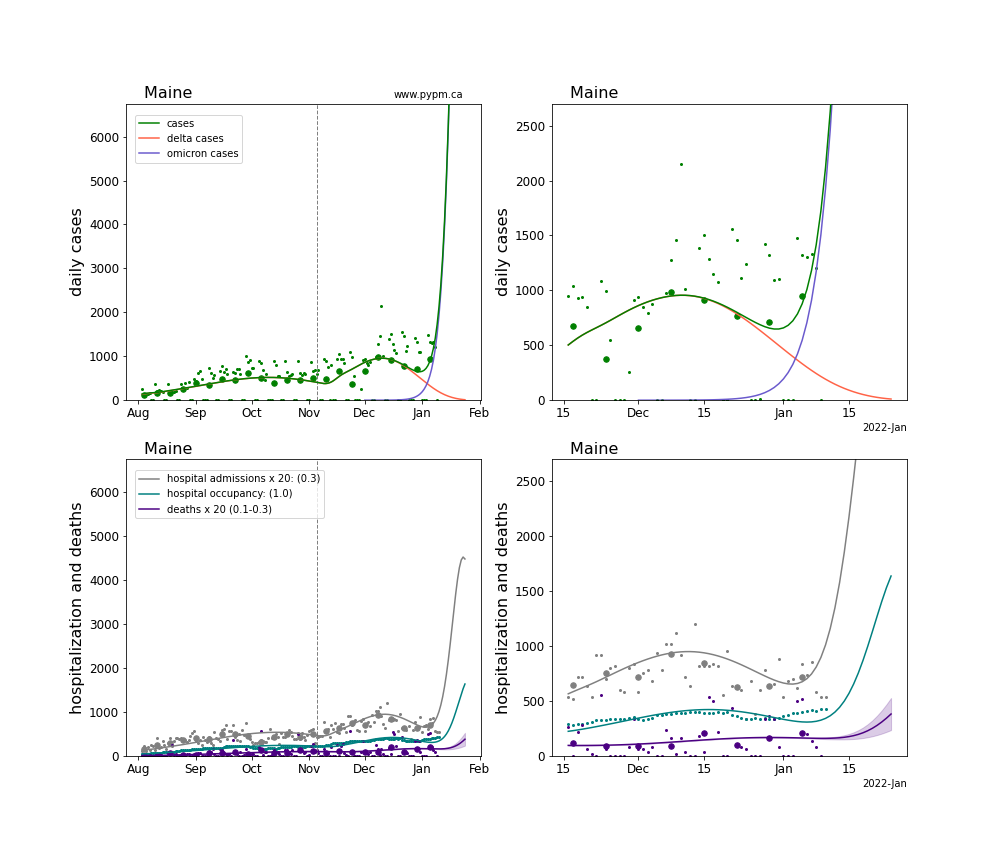 Maine
www.pypm.ca
daily cases
6000
5000
4000
3000
2000
1000
0
cases
delta cases
omicron cases
Aug Sep Oct Nov Dec Jan Feb
Maine
daily cases
2500
2000
1500
1000
500
0
15 Dec 15 Jan 15
2022-Jan
Maine
hospitalization and deaths
6000
5000
4000
3000
2000
1000
0
hospital admissions x 20: (0.3)
hospital occupancy: (1.0)
deaths x 20 (0.1-0.3)
Aug Sep Oct Nov Dec Jan Feb
Maine
hospitalization and deaths
2500
2000
1500
1000
500
0
15 Dec 15 Jan 15
2022-Jan